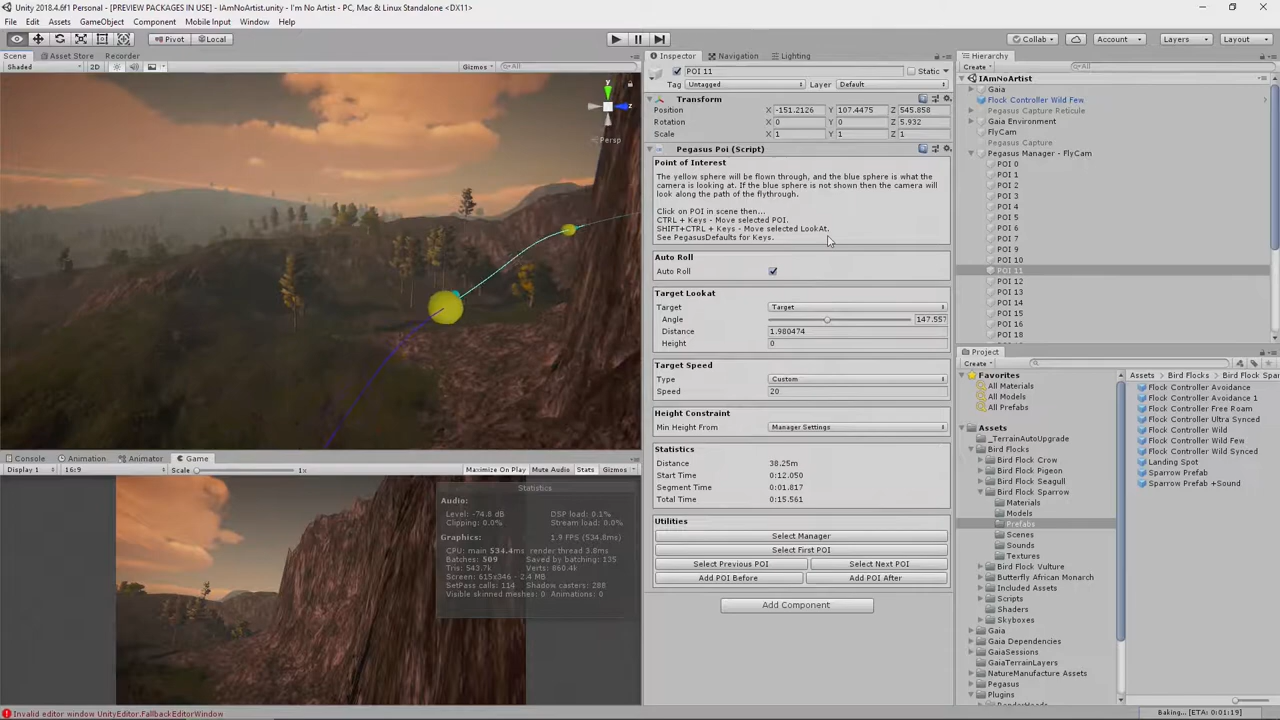 Unity 2018.4.6f1 Personal - [PREVIEW PACKAGES IN USE] - IAmNoArtist.unity - I'm No Artist - PC, Mac & Linux Standalone <DX11>
File Edit Assets GameObject Component Mobile Input Window Help
Pivot Local Collab Account Layers Layout
Scene Asset Store Recorder
Shaded 2D Gizmos All
y
z
Persp
Console Animation Animator Game
Display 1 16:9 Scale 1x Maximize On Play Mute Audio Stats Gizmos
Statistics
Audio:
Level: -74.8 dB DSP load: 0.1%
Clipping: 0.0% Stream load: 0.0%
Graphics: 1.9 FPS (534.8ms)
CPU: main 534.4ms render thread 3.8ms
Batches: 509 Saved by batching: 135
Tris: 543.7k Verts: 860.4k
Screen: 615x346 - 2.4 MB
SetPass calls: 114 Shadow casters: 288
Visible skinned meshes: 0 Animations: 0
Inspector Navigation Lighting
POI 11 Static
Tag Untagged Layer Default
Transform
Position X -151.2126 Y 107.4475 Z 545.858
Rotation X 0 Y 0 Z 5.932
Scale X 1 Y 1 Z 1
Pegasus Poi (Script)
Point of Interest
The yellow sphere will be flown through, and the blue sphere is what the
camera is looking at. If the blue sphere is not shown then the camera will
look along the path of the flythrough.
Click on POI in scene then...
CTRL + Keys - Move selected POI.
SHIFT+CTRL + Keys - Move selected LookAt.
See PegasusDefaults for Keys.
Auto Roll
Auto Roll
Target Lookat
Target Target
Angle 147.557
Distance 1.980474
Height 0
Target Speed
Type Custom
Speed 20
Height Constraint
Min Height From Manager Settings
Statistics
Distance 38.25m
Start Time 0:12.050
Segment Time 0:01.817
Total Time 0:15.561
Utilities
Select Manager
Select First POI
Select Previous POI Select Next POI
Add POI Before Add POI After
Add Component
Hierarchy
Create All
IAmNoArtist
Gaia
Flock Controller Wild Few
Pegasus Capture Reticule
Gaia Environment
FlyCam
Pegasus Capture
Pegasus Manager - FlyCam
POI 0
POI 1
POI 2
POI 3
POI 4
POI 5
POI 6
POI 7
POI 9
POI 10
POI 11
POI 12
POI 13
POI 14
POI 15
POI 16
POI 18
Project
Create
Favorites
All Materials
All Models
All Prefabs
Assets
_TerrainAutoUpgrade
Bird Flocks
Bird Flock Crow
Bird Flock Pigeon
Bird Flock Seagull
Bird Flock Sparrow
Materials
Models
Prefabs
Scenes
Sounds
Textures
Bird Flock Vulture
Butterfly African Monarch
Included Assets
Scripts
Shaders
Skyboxes
Gaia
Gaia Dependencies
GaiaSessions
GaiaTerrainLayers
NatureManufacture Assets
Pegasus
Plugins
Assets Bird Flocks Bird Flock Spar
Flock Controller Avoidance
Flock Controller Avoidance 1
Flock Controller Free Roam
Flock Controller Ultra Synced
Flock Controller Wild
Flock Controller Wild Few
Flock Controller Wild Synced
Landing Spot
Sparrow Prefab
Sparrow Prefab +Sound
Invalid editor window UnityEditor.FallbackEditorWindow
Baking... [ETA: 0:01:19]